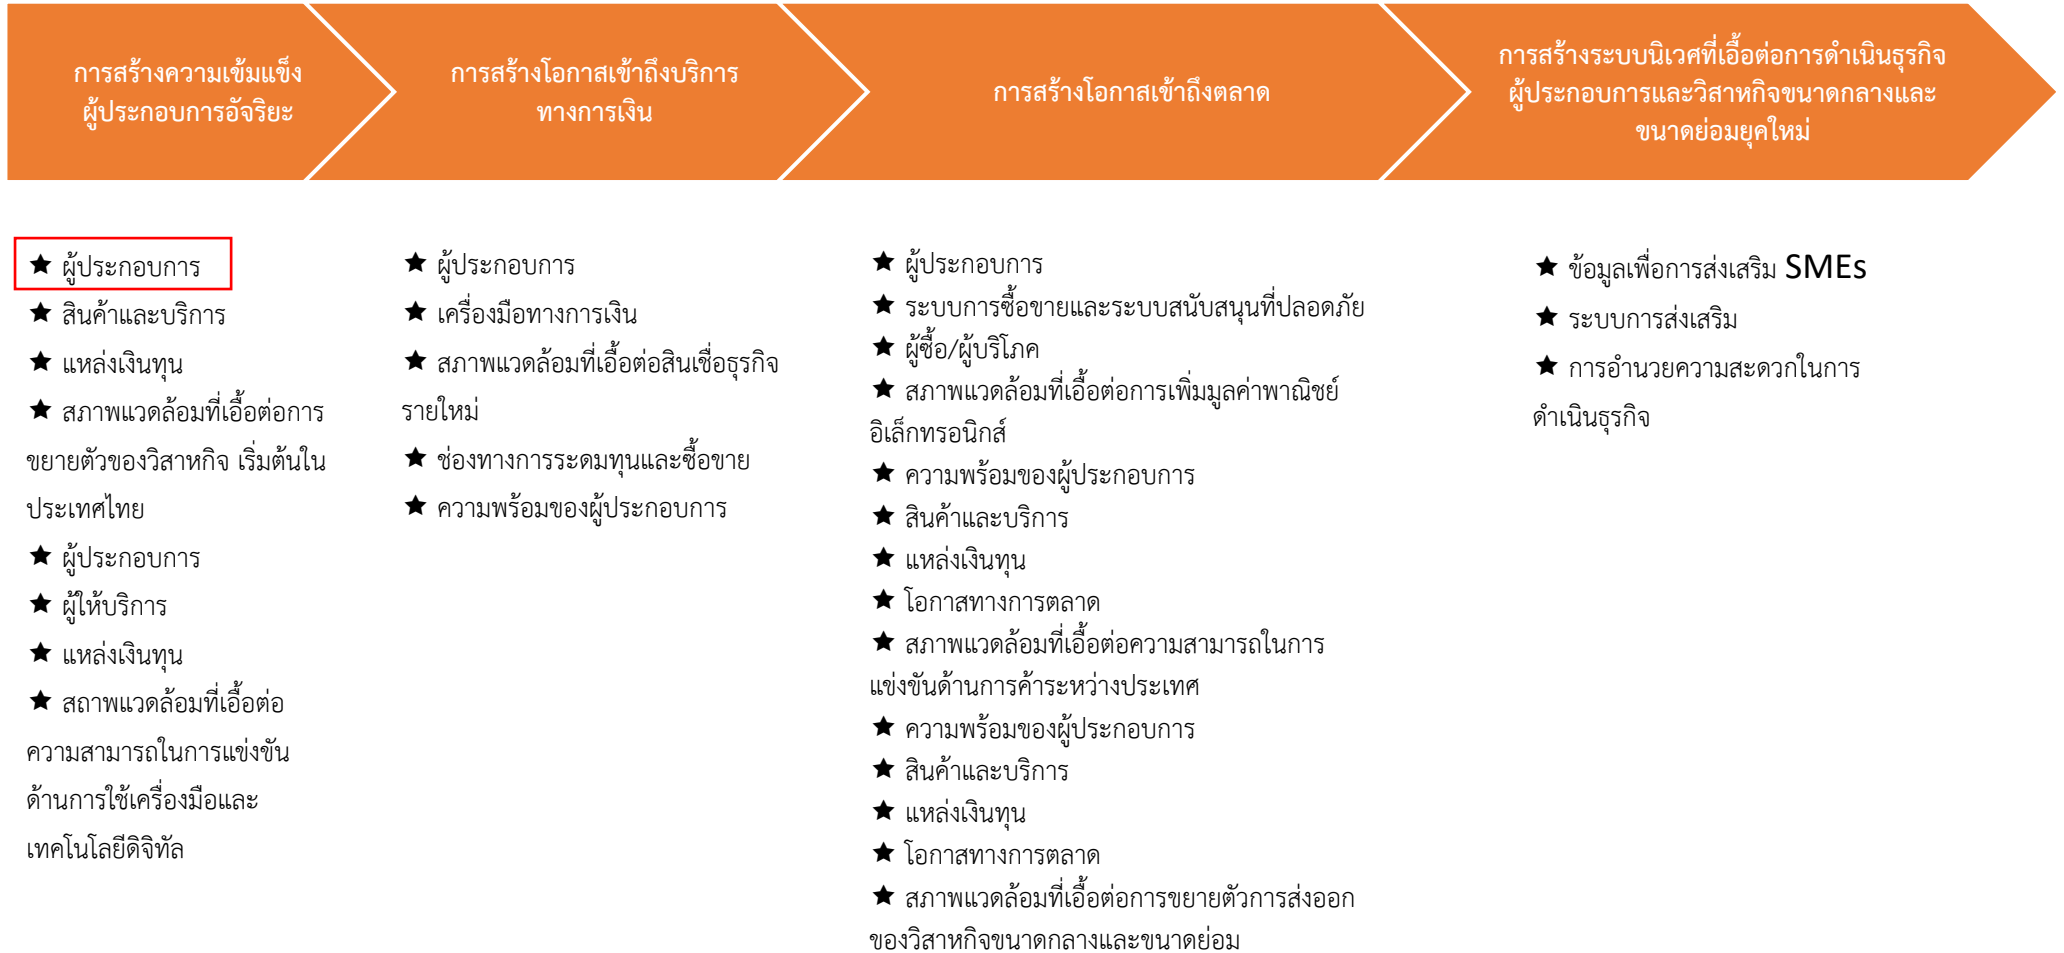 การสร้างความเข้มแข็ง
ผู้ประกอบการอัจริยะ
การสร้างโอกาสเข้าถึงบริการ
ทางการเงิน
การสร้างโอกาสเข้าถึงตลาด
การสร้างระบบนิเวศที่เอื้อต่อการดำเนินธุรกิจ
ผู้ประกอบการและวิสาหกิจขนาดกลางและ
ขนาดย่อมยุคใหม่
★ ผู้ประกอบการ
★ สินค้าและบริการ
★ แหล่งเงินทุน
★ สภาพแวดล้อมที่เอื้อต่อการ
ขยายตัวของวิสาหกิจ เริ่มต้นใน
ประเทศไทย
★ ผู้ประกอบการ
★ ผู้ให้บริการ
★ แหล่งเงินทุน
★ สถาพแวดล้อมที่เอื้อต่อ
ความสามารถในการแข่งขัน
ด้านการใช้เครื่องมือและ
เทคโนโลยีดิจิทัล
★ ผู้ประกอบการ
★ เครื่องมือทางการเงิน
★ สภาพแวดล้อมที่เอื้อต่อสินเชื่อธุรกิจ
รายใหม่
★ ช่องทางการระดมทุนและซื้อขาย
★ ความพร้อมของผู้ประกอบการ
★ ผู้ประกอบการ
★ ระบบการซื้อขายและระบบสนับสนุนที่ปลอดภัย
★ ผู้ซื้อ/ผู้บริโภค
★ สภาพแวดล้อมที่เอื้อต่อการเพิ่มมูลค่าพาณิชย์
อิเล็กทรอนิกส์
★ ความพร้อมของผู้ประกอบการ
★ สินค้าและบริการ
★ แหล่งเงินทุน
★ โอกาสทางการตลาด
★ สภาพแวดล้อมที่เอื้อต่อความสามารถในการ
แข่งขันด้านการค้าระหว่างประเทศ
★ ความพร้อมของผู้ประกอบการ
★ สินค้าและบริการ
★ แหล่งเงินทุน
★ โอกาสทางการตลาด
★ สภาพแวดล้อมที่เอื้อต่อการขยายตัวการส่งออก
ของวิสาหกิจขนาดกลางและขนาดย่อม
★ ข้อมูลเพื่อการส่งเสริม SMEs
★ ระบบการส่งเสริม
★ การอำนวยความสะดวกในการ
ดำเนินธุรกิจ